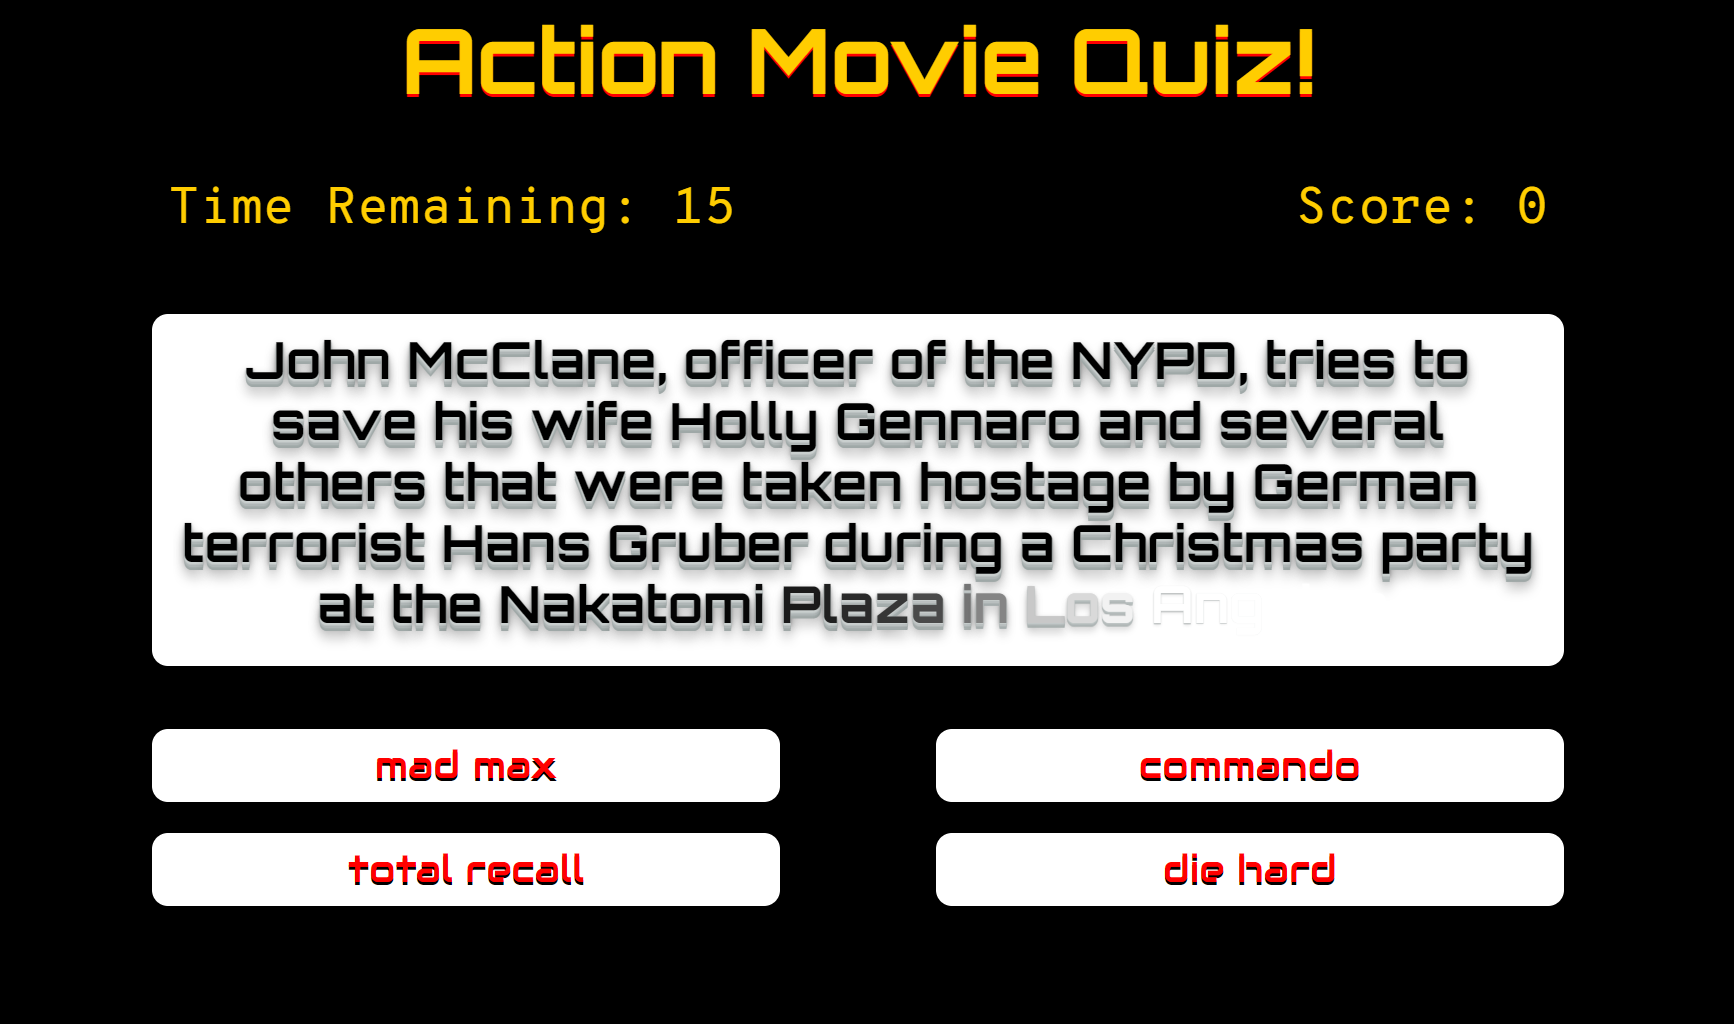 Action Movie Quiz!
Time Remaining: 15
Score: 0
John McClane, officer of the NYPD, tries to
save his wife Holly Gennaro and several
others that were taken hostage by German
terrorist Hans Gruber during a Christmas party
at the Nakatomi Plaza in Los Ang
mad max
commando
total recall
die hard